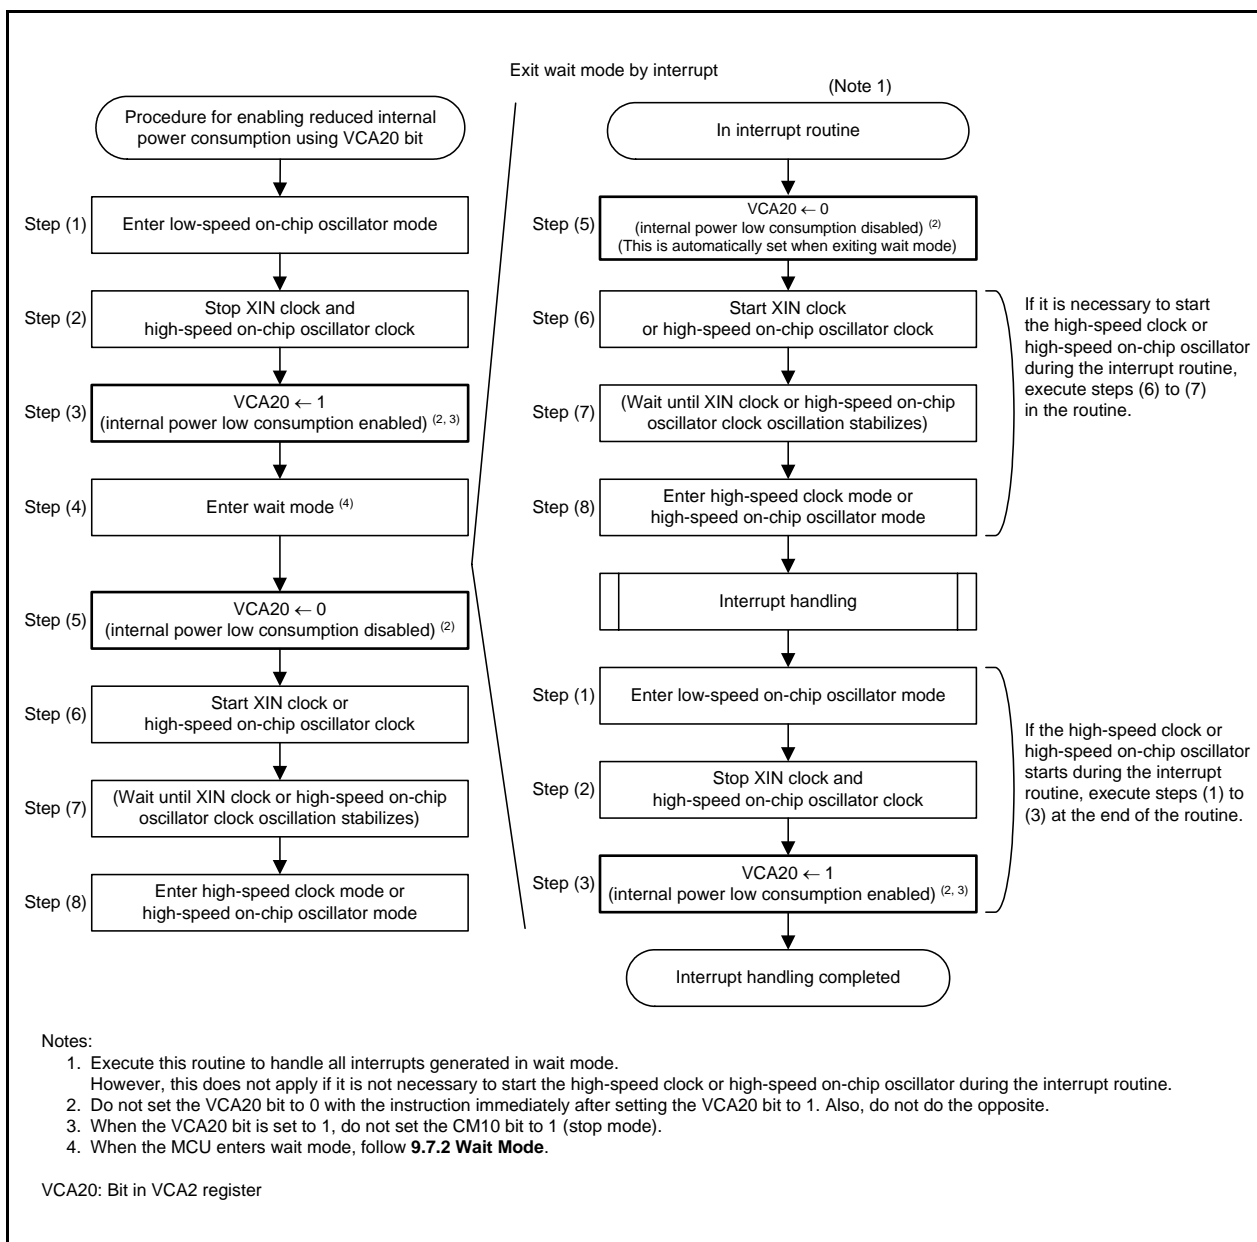 Exit wait mode by interrupt
(Note 1)
Procedure for enabling reduced internal
power consumption using VCA20 bit
Step (1)
Enter low-speed on-chip oscillator mode
Step (2)
Stop XIN clock and
high-speed on-chip oscillator clock
Step (3)
VCA20 ← 1
(internal power low consumption enabled) (2, 3)
Step (4)
Enter wait mode (4)
Step (5)
VCA20 ← 0
(internal power low consumption disabled) (2)
Step (6)
Start XIN clock or
high-speed on-chip oscillator clock
Step (7)
(Wait until XIN clock or high-speed on-chip
oscillator clock oscillation stabilizes)
Step (8)
Enter high-speed clock mode or
high-speed on-chip oscillator mode
In interrupt routine
Step (5)
VCA20 ← 0
(internal power low consumption disabled) (2)
(This is automatically set when exiting wait mode)
Step (6)
Start XIN clock
or high-speed on-chip oscillator clock
Step (7)
(Wait until XIN clock or high-speed on-chip
oscillator clock oscillation stabilizes)
Step (8)
Enter high-speed clock mode or
high-speed on-chip oscillator mode
If it is necessary to start
the high-speed clock or
high-speed on-chip oscillator
during the interrupt routine,
execute steps (6) to (7)
in the routine.
Interrupt handling
Step (1)
Enter low-speed on-chip oscillator mode
Step (2)
Stop XIN clock and
high-speed on-chip oscillator clock
Step (3)
VCA20 ← 1
(internal power low consumption enabled) (2, 3)
If the high-speed clock or
high-speed on-chip oscillator
starts during the interrupt
routine, execute steps (1) to
(3) at the end of the routine.
Interrupt handling completed
Notes:
1. Execute this routine to handle all interrupts generated in wait mode.
However, this does not apply if it is not necessary to start the high-speed clock or high-speed on-chip oscillator during the interrupt routine.
2. Do not set the VCA20 bit to 0 with the instruction immediately after setting the VCA20 bit to 1. Also, do not do the opposite.
3. When the VCA20 bit is set to 1, do not set the CM10 bit to 1 (stop mode).
4. When the MCU enters wait mode, follow 9.7.2 Wait Mode.
VCA20: Bit in VCA2 register